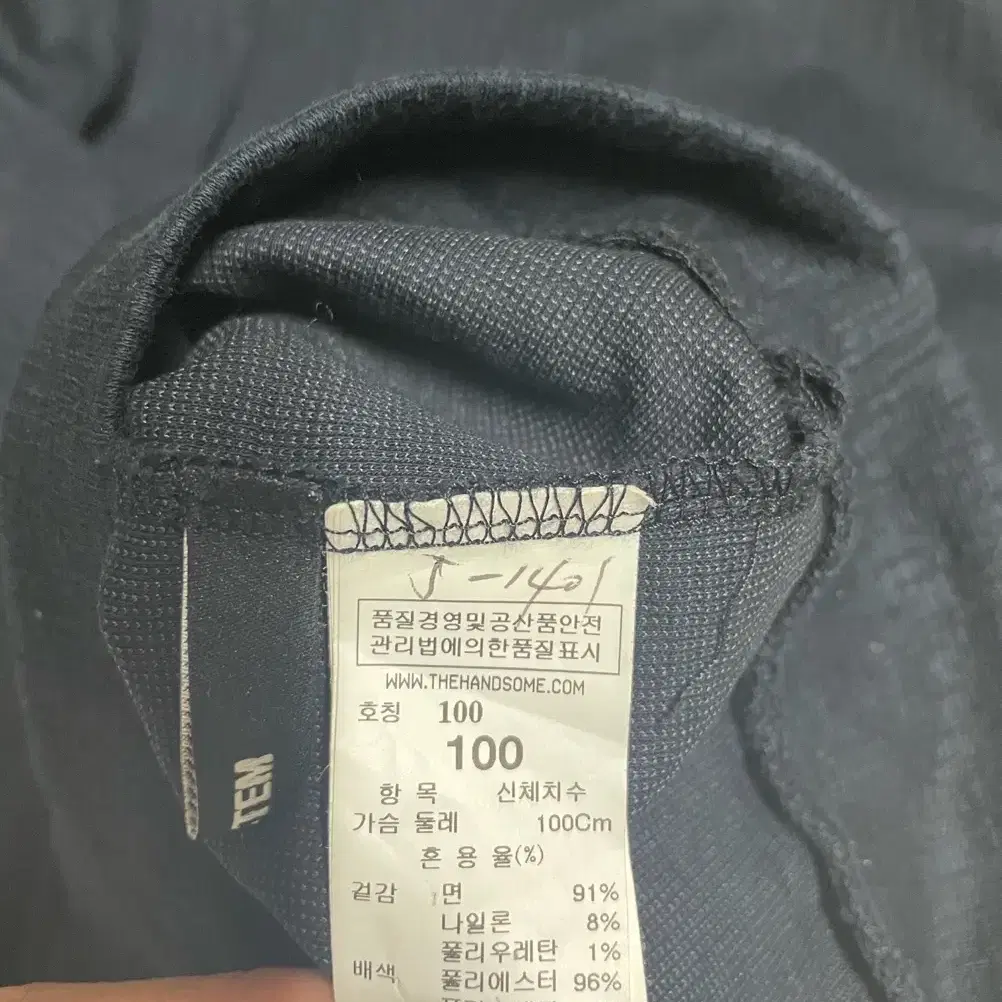 J-1401
품질경영및공산품안전
관리법에의한품질표시
WWW.THEHANDSOME.COM
호칭 100
100
항 목 신체치수
가슴 둘레 100Cm
혼 용 율(%)
겉감 면 91%
나일론 8%
폴리우레탄 1%
배색 폴리에스터 96%
TEM